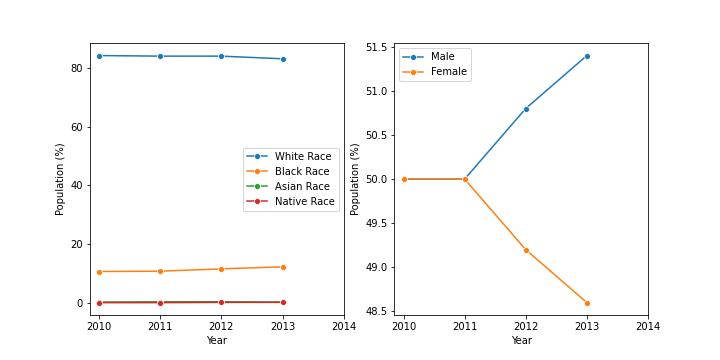 80
60
40
20
0
Population (%)
2010 2011 2012 2013 2014
Year
White Race
Black Race
Asian Race
Native Race
51.5
51.0
50.5
50.0
49.5
49.0
48.5
Population (%)
2010 2011 2012 2013 2014
Year
Male
Female